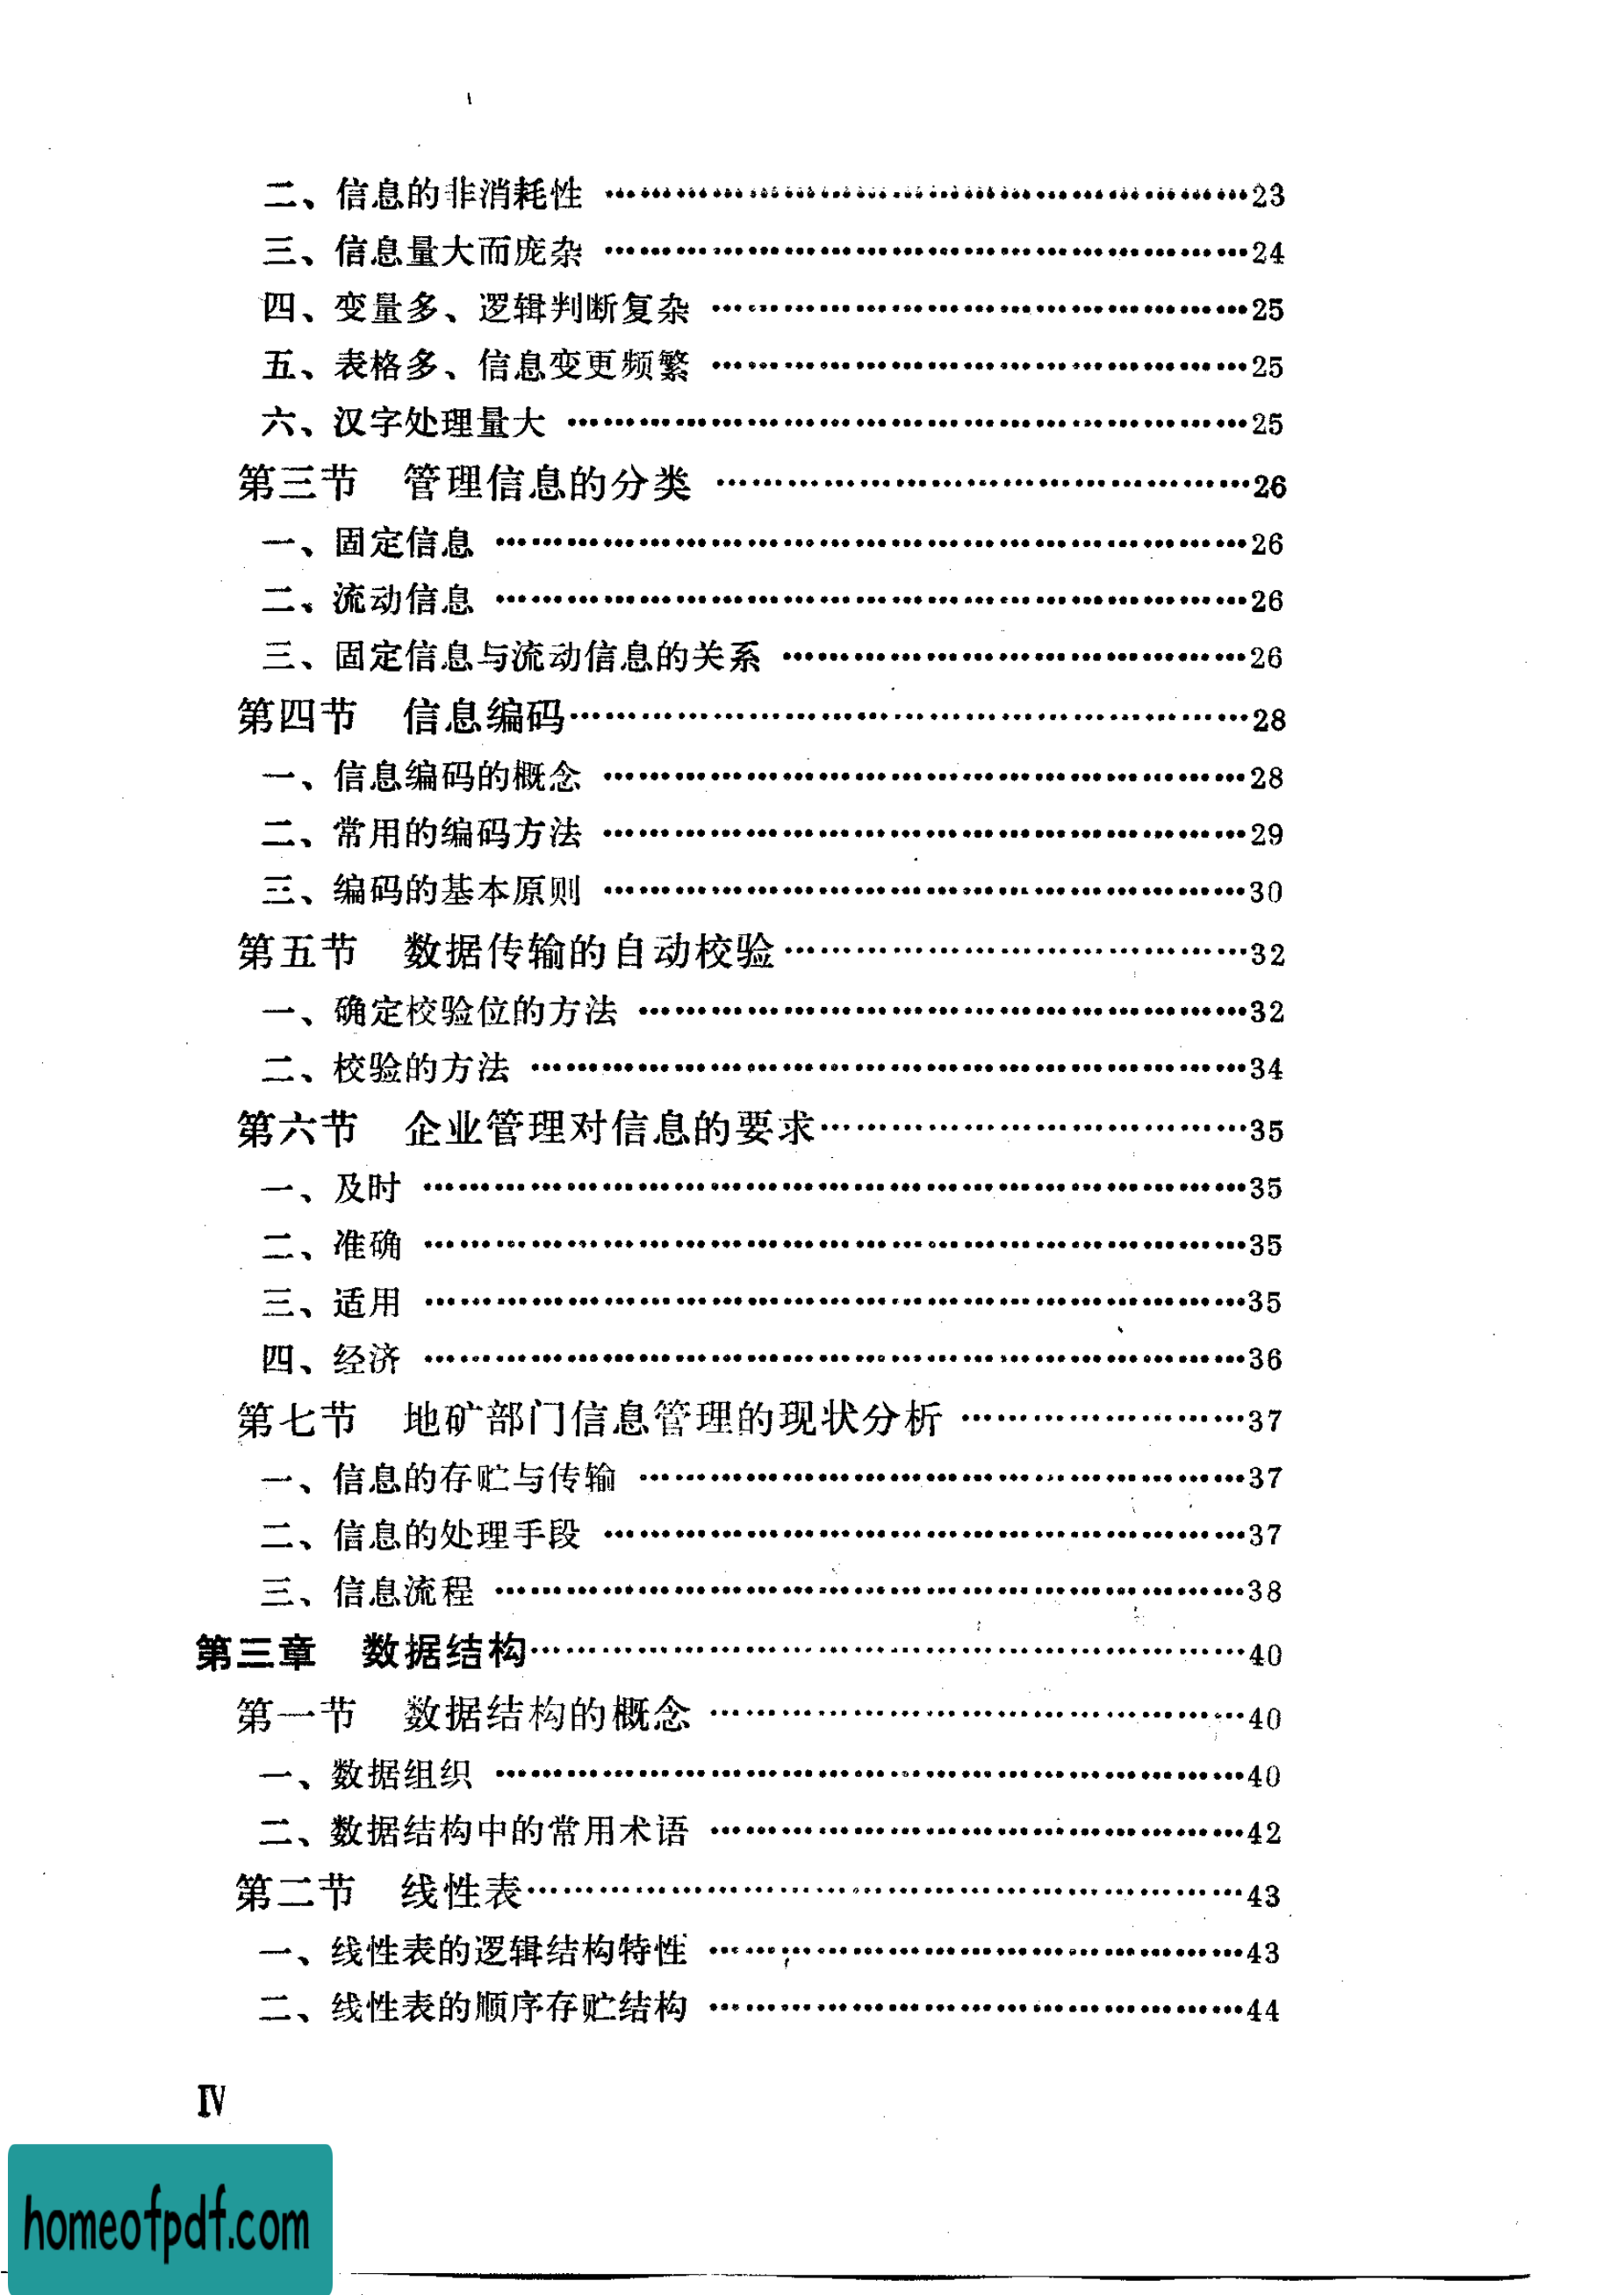 二、信息的非消耗性 ……………………………………………23
三、信息量大而庞杂 ……………………………………………24
四、变量多、逻辑判断复杂 ……………………………………25
五、表格多、信息变更频繁 ……………………………………25
六、汉字处理量大 ………………………………………………25
第三节　管理信息的分类 ………………………………………26
一、固定信息 ……………………………………………………26
二、流动信息 ……………………………………………………26
三、固定信息与流动信息的关系 ………………………………26
第四节　信息编码………………………………………………28
一、信息编码的概念 ……………………………………………28
二、常用的编码方法 ……………………………………………29
三、编码的基本原则 ……………………………………………30
第五节　数据传输的自动校验…………………………………32
一、确定校验位的方法 …………………………………………32
二、校验的方法 …………………………………………………34
第六节　企业管理对信息的要求………………………………35
一、及时 …………………………………………………………35
二、准确 …………………………………………………………35
三、适用 …………………………………………………………35
四、经济 …………………………………………………………36
第七节　地矿部门信息管理的现状分析 ………………………37
一、信息的存贮与传输 …………………………………………37
二、信息的处理手段 ……………………………………………37
三、信息流程 ……………………………………………………38
第三章　数据结构………………………………………………40
第一节　数据结构的概念 ………………………………………40
一、数据组织 ……………………………………………………40
二、数据结构中的常用术语 ……………………………………42
第二节　线性表…………………………………………………43
一、线性表的逻辑结构特性 ……………………………………43
二、线性表的顺序存贮结构 ……………………………………44
Ⅳ
homeofpdf.com